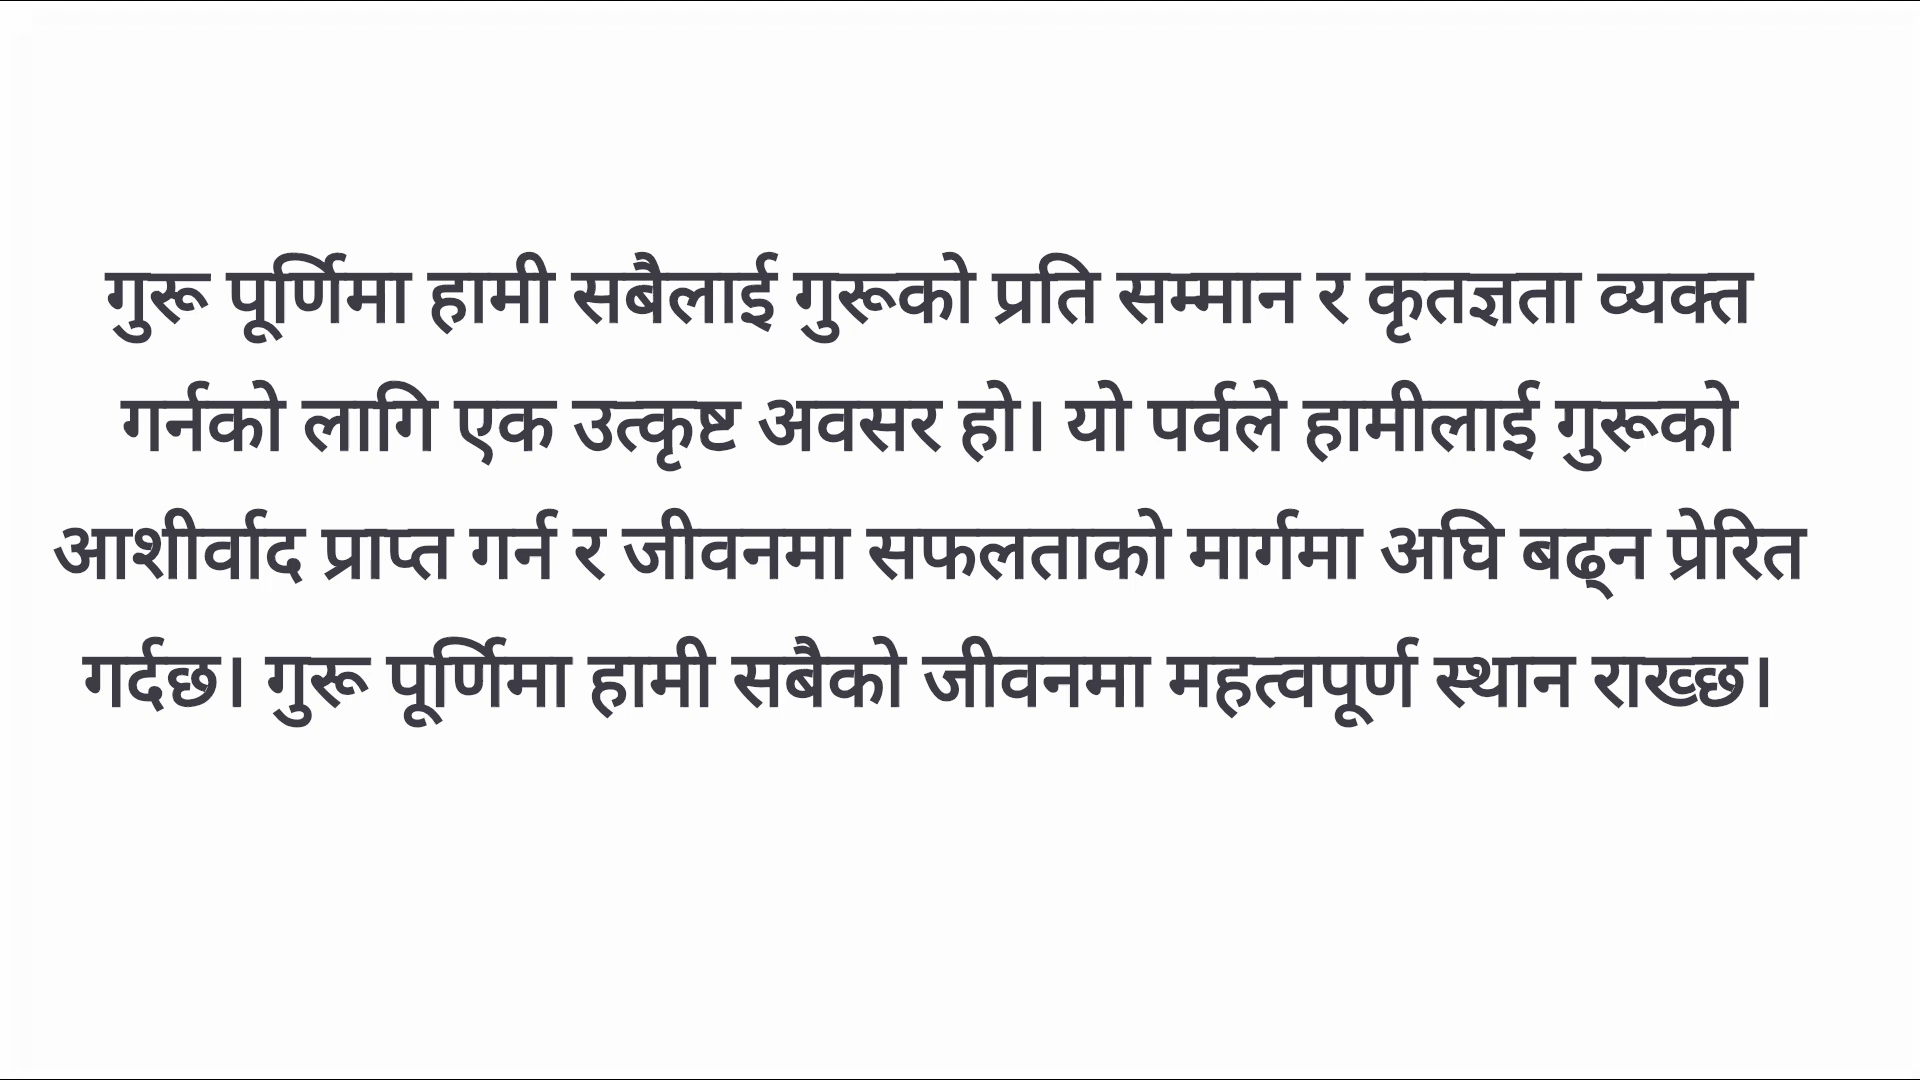 गुरू पूर्णिमा हामी सबैलाई गुरूको प्रति सम्मान र कृतज्ञता व्यक्त
गर्नको लागि एक उत्कृष्ट अवसर हो। यो पर्वले हामीलाई गुरूको
आशीर्वाद प्राप्त गर्न र जीवनमा सफलताको मार्गमा अघि बढ्न प्रेरित
गर्दछ। गुरू पूर्णिमा हामी सबैको जीवनमा महत्वपूर्ण स्थान राख्छ।